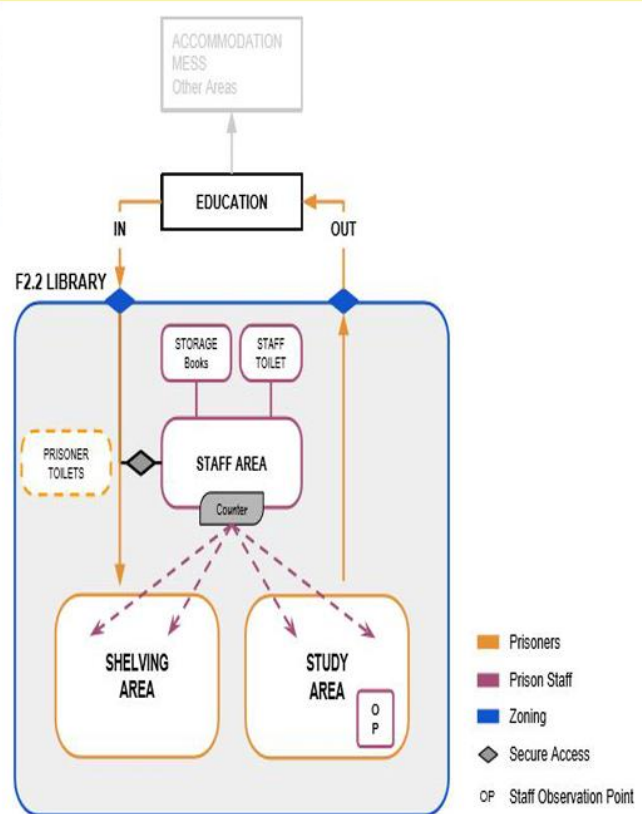 ACCOMMODATION
MESS
Other Areas
EDUCATION
IN
OUT
F2.2 LIBRARY
STORAGE
Books
STAFF
TOILET
PRISONER
TOILETS
STAFF AREA
Counter
SHELVING
AREA
STUDY
AREA
O
P
Prisoners
Prison Staff
Zoning
Secure Access
OP Staff Observation Point